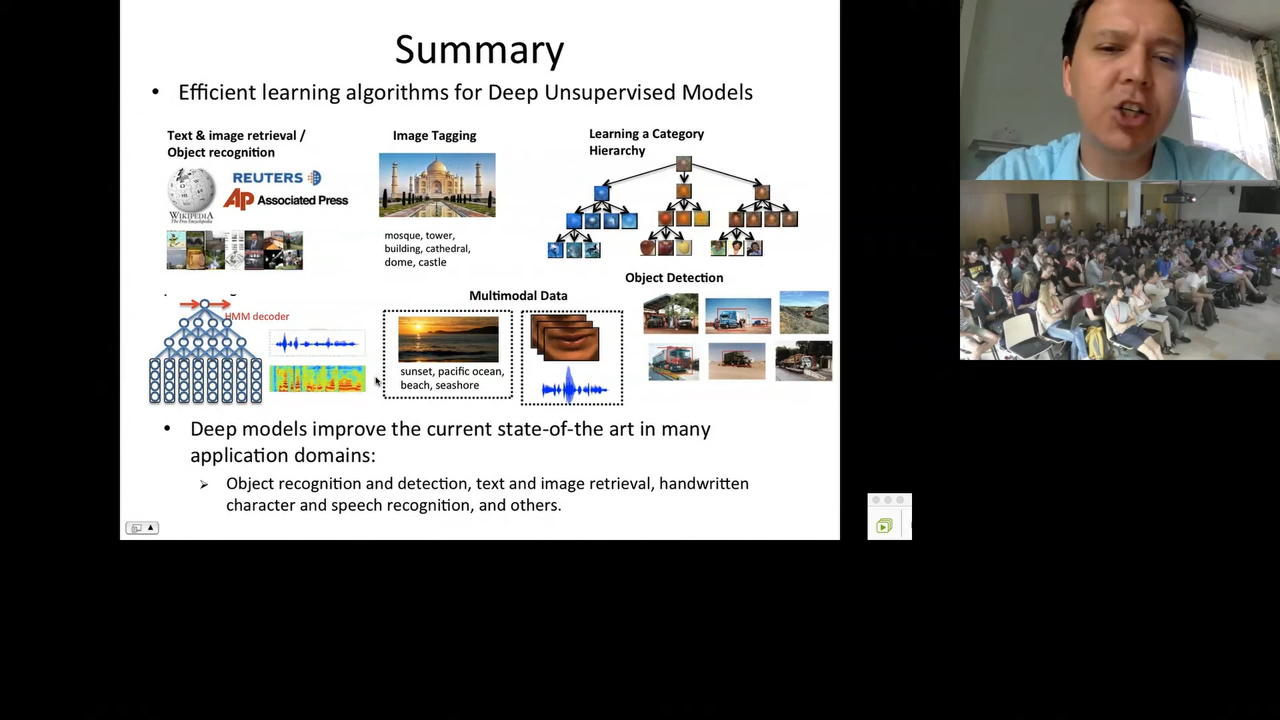 Summary
• Efficient learning algorithms for Deep Unsupervised Models
Text & image retrieval /
Object recognition
WIKIPEDIA
The Free Encyclopedia
REUTERS
AP Associated Press
Image Tagging
mosque, tower,
building, cathedral,
dome, castle
Learning a Category
Hierarchy
HMM decoder
Multimodal Data
sunset, pacific ocean,
beach, seashore
Object Detection
• Deep models improve the current state-of-the art in many
application domains:
➢ Object recognition and detection, text and image retrieval, handwritten
character and speech recognition, and others.